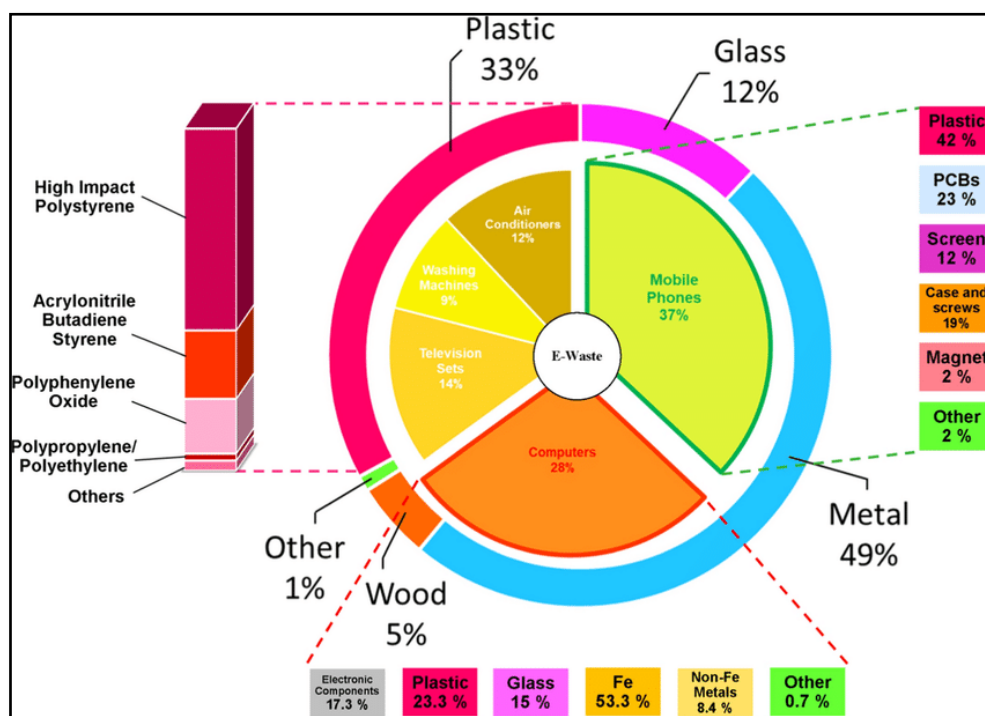 Plastic
33%
Glass
12%
High Impact
Polystyrene
Acrylonitrile
Butadiene
Styrene
Polyphenylene
Oxide
Polypropylene/
Polyethylene
Others
Air
Conditioners
12%
Washing
Machines
9%
Television
Sets
14%
E-Waste
Mobile
Phones
37%
Computers
28%
Plastic
42 %
PCBs
23 %
Screen
12 %
Case and
screws
19%
Magnet
2 %
Other
2 %
Metal
49%
Other
1%
Wood
5%
Electronic
Components
17.3 %
Plastic
23.3 %
Glass
15 %
Fe
53.3 %
Non-Fe
Metals
8.4 %
Other
0.7 %